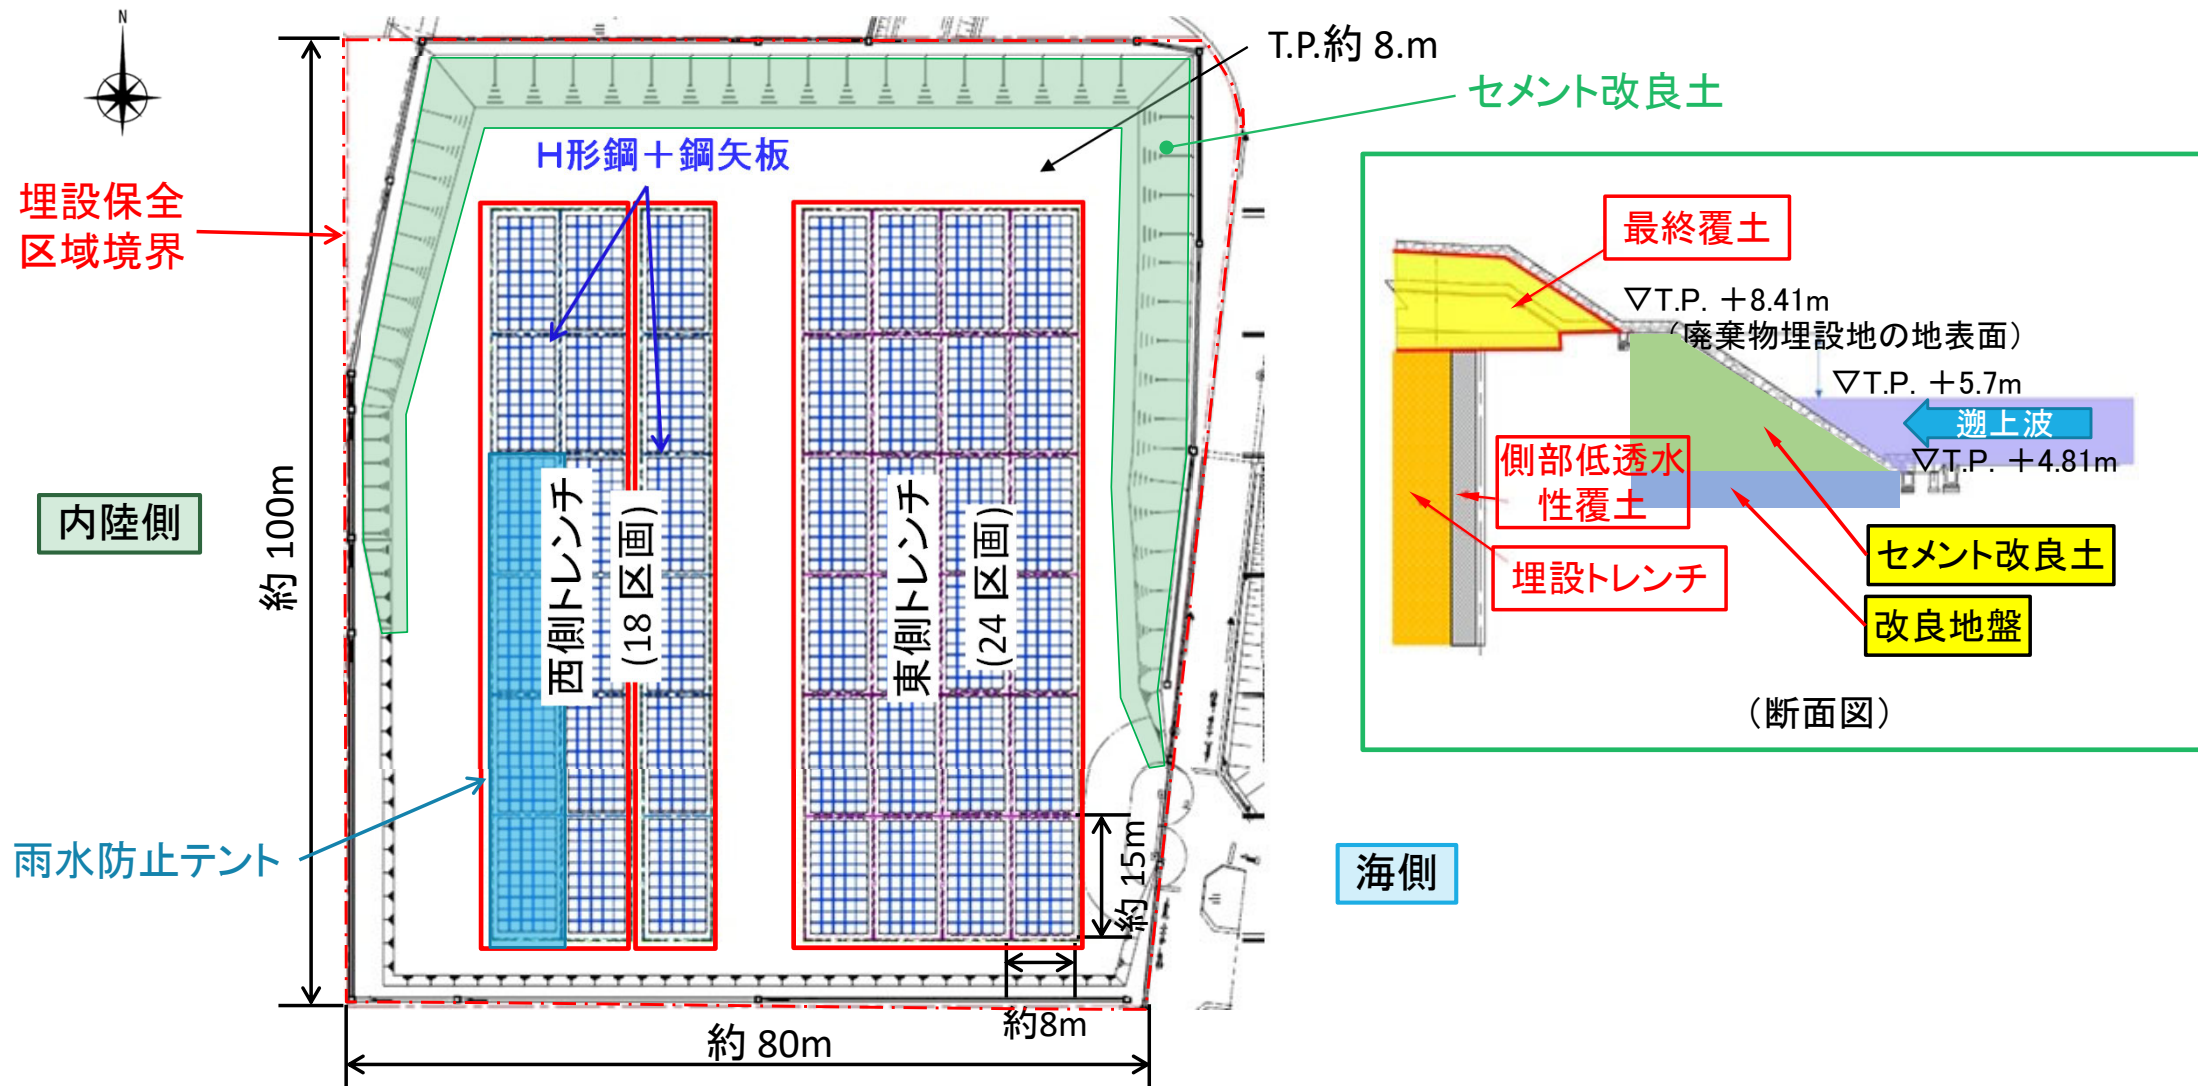 N
T.P.約 8.m
セメント改良土
H形鋼＋鋼矢板
埋設保全
区域境界
最終覆土
▽T.P. ＋8.41m
（廃棄物埋設地の地表面）
▽T.P. ＋5.7m
遡上波
▽T.P. ＋4.81m
側部低透水
性覆土
内陸側
約 100m
西側トレンチ
(18 区画)
東側トレンチ
(24 区画)
セメント改良土
埋設トレンチ
改良地盤
（断面図）
雨水防止テント
約 15m
海側
約8m
約 80m